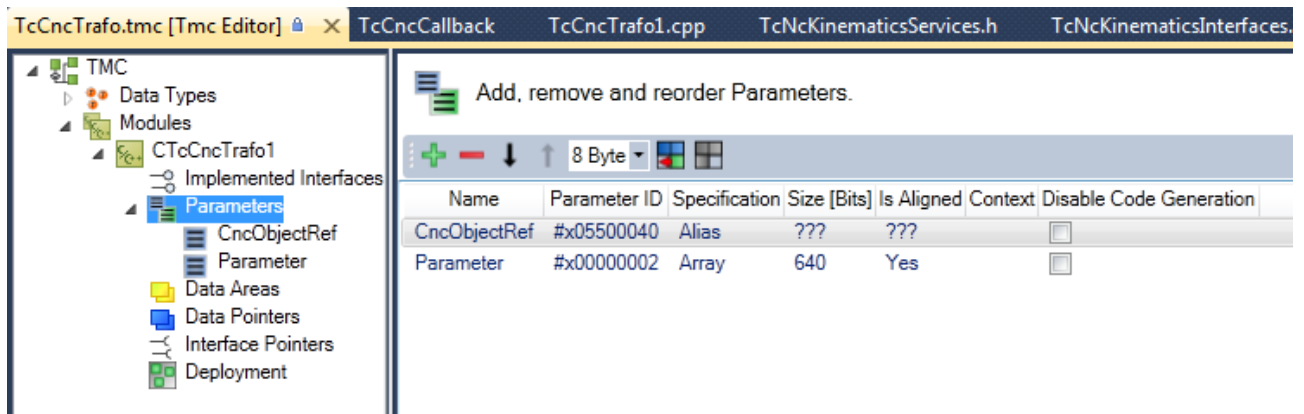 TcCncTrafo.tmc [Tmc Editor] TcCncCallback TcCncTrafo1.cpp TcNcKinematicsServices.h TcNcKinematicsInterfaces.
TMC
Data Types
Modules
CTcCncTrafo1
Implemented Interfaces
Parameters
CncObjectRef
Parameter
Data Areas
Data Pointers
Interface Pointers
Deployment
Add, remove and reorder Parameters.
8 Byte
Name Parameter ID Specification Size [Bits] Is Aligned Context Disable Code Generation
CncObjectRef #x05500040 Alias ??? ???
Parameter #x00000002 Array 640 Yes